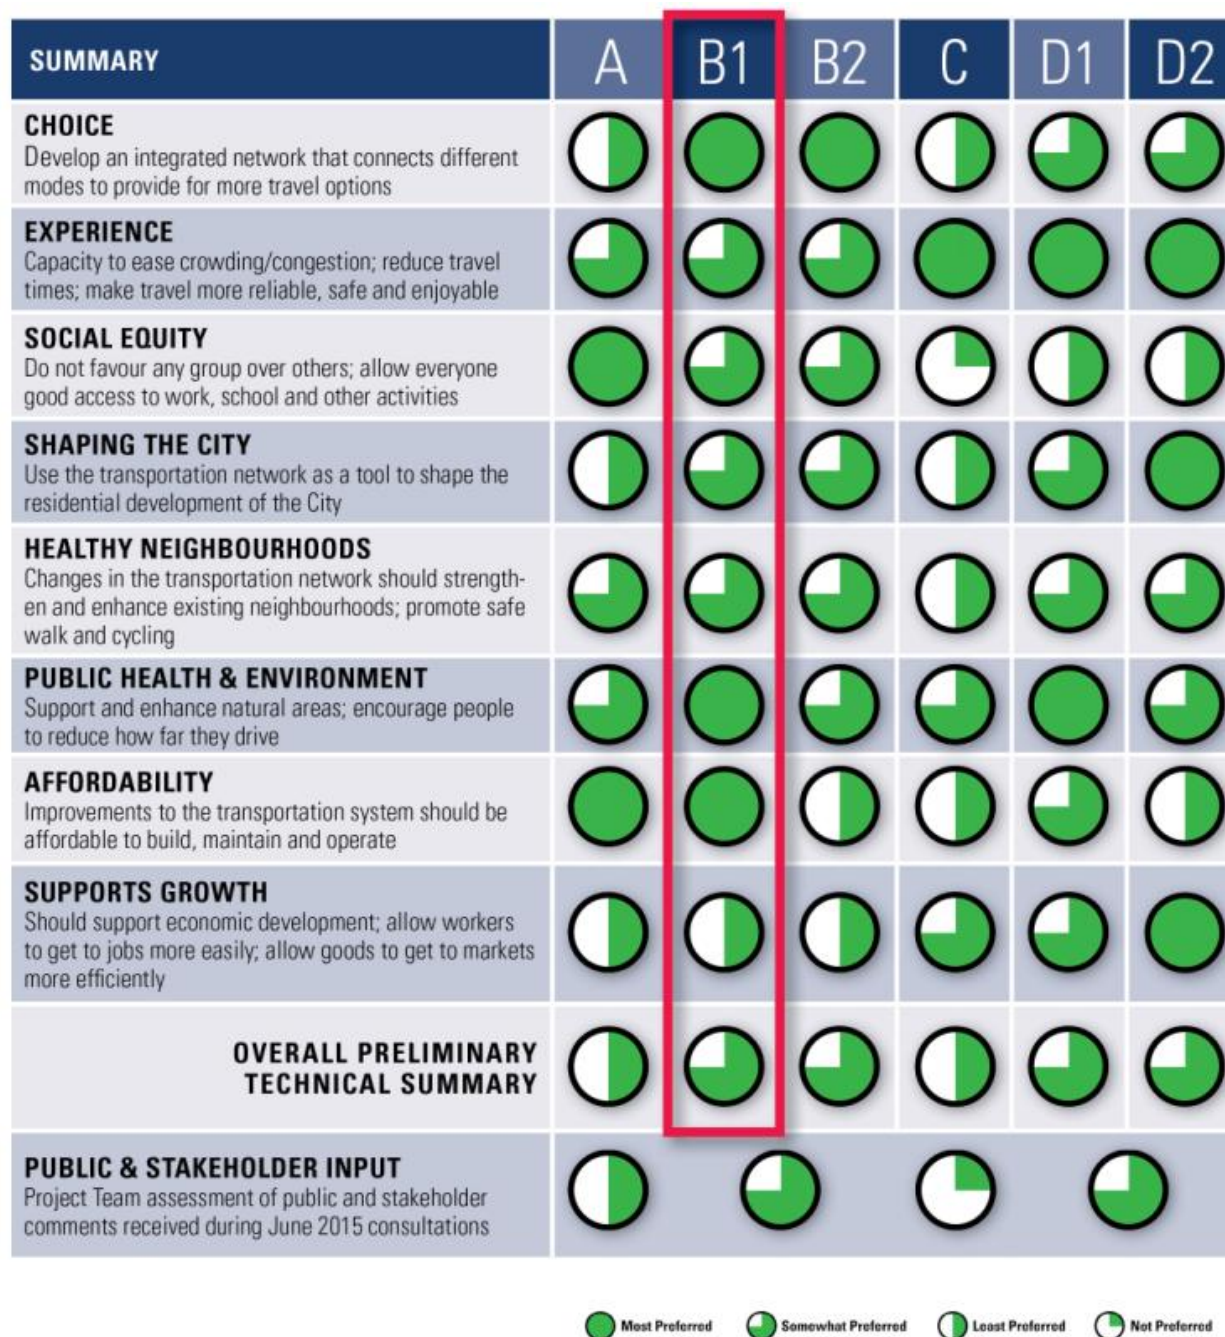 SUMMARY A B1 B2 C D1 D2
CHOICE
Develop an integrated network that connects different
modes to provide for more travel options
EXPERIENCE
Capacity to ease crowding/congestion; reduce travel
times; make travel more reliable, safe and enjoyable
SOCIAL EQUITY
Do not favour any group over others; allow everyone
good access to work, school and other activities
SHAPING THE CITY
Use the transportation network as a tool to shape the
residential development of the City
HEALTHY NEIGHBOURHOODS
Changes in the transportation network should strength-
en and enhance existing neighbourhoods; promote safe
walk and cycling
PUBLIC HEALTH & ENVIRONMENT
Support and enhance natural areas; encourage people
to reduce how far they drive
AFFORDABILITY
Improvements to the transportation system should be
affordable to build, maintain and operate
SUPPORTS GROWTH
Should support economic development; allow workers
to get to jobs more easily; allow goods to get to markets
more efficiently
OVERALL PRELIMINARY
TECHNICAL SUMMARY
PUBLIC & STAKEHOLDER INPUT
Project Team assessment of public and stakeholder
comments received during June 2015 consultations
Most Preferred Somewhat Preferred Least Preferred Not Preferred